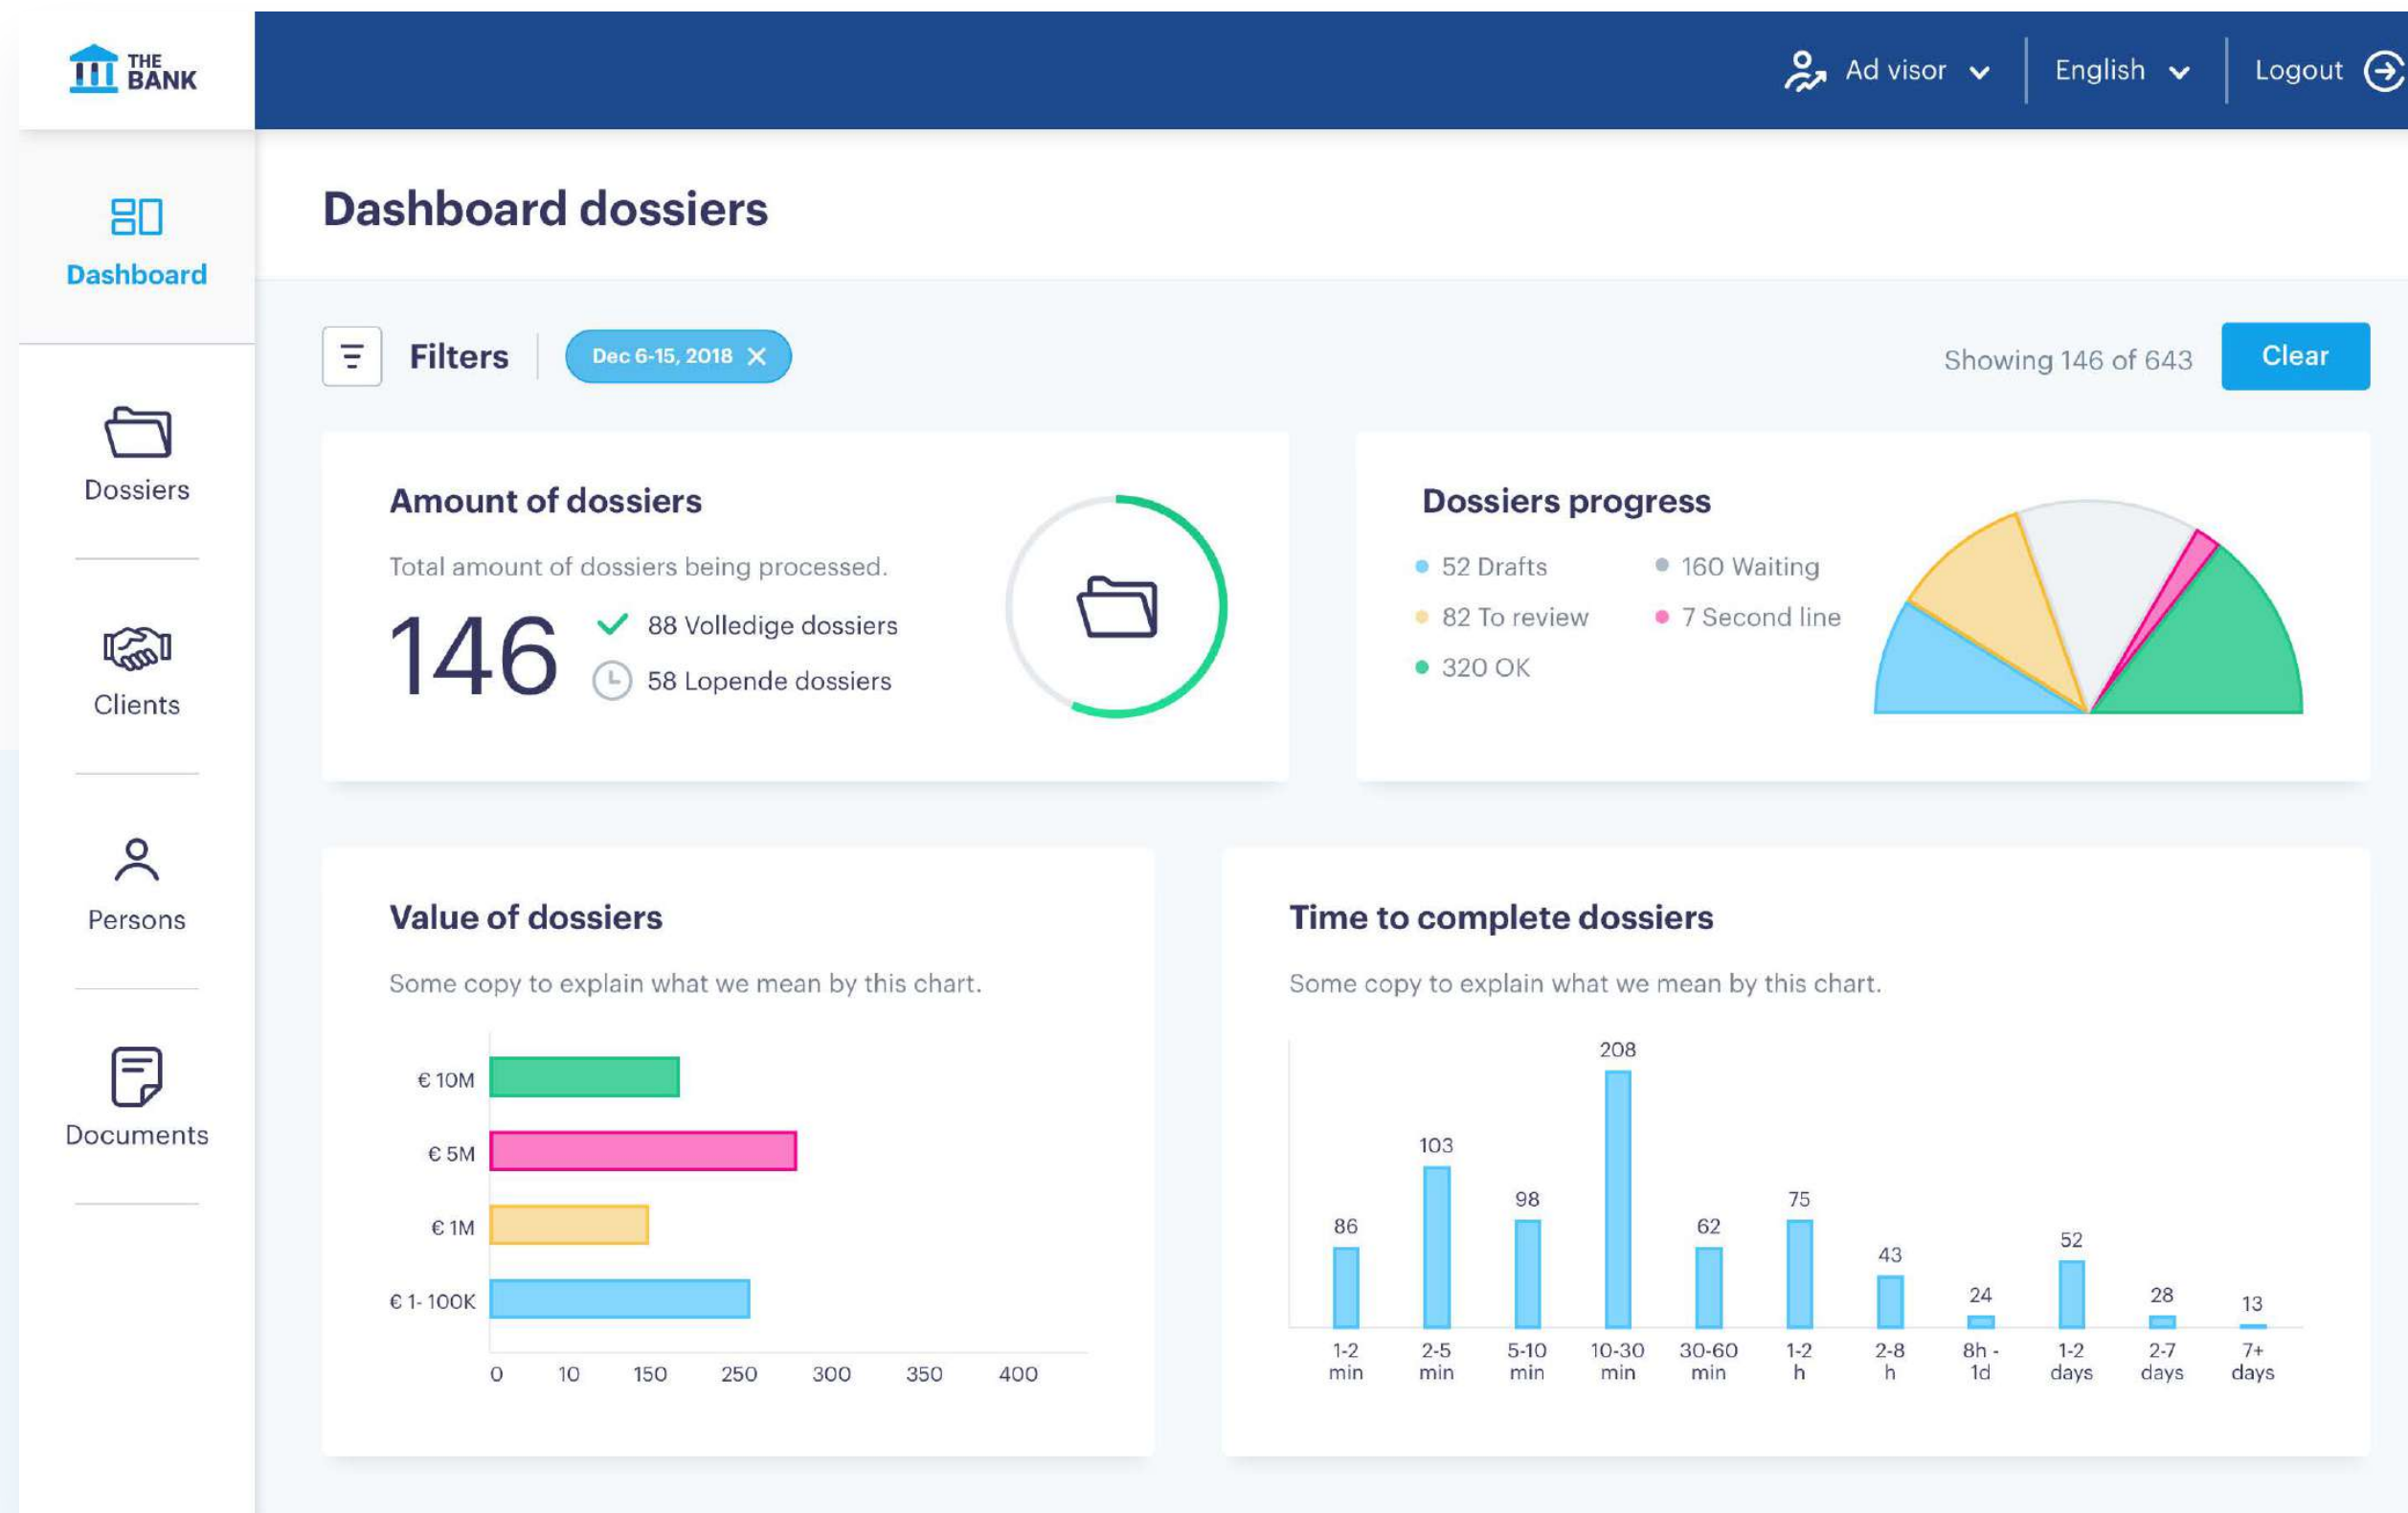 THE
BANK
Ad visor
English
Logout
Dashboard
Dossiers
Clients
Persons
Documents
Dashboard dossiers
Filters
Dec 6-15, 2018
Showing 146 of 643
Clear
Amount of dossiers
Total amount of dossiers being processed.
146
88 Volledige dossiers
58 Lopende dossiers
Dossiers progress
52 Drafts
160 Waiting
82 To review
7 Second line
320 OK
Value of dossiers
Some copy to explain what we mean by this chart.
€ 10M
€ 5M
€ 1M
€ 1- 100K
0 10 150 250 300 350 400
Time to complete dossiers
Some copy to explain what we mean by this chart.
86 103 98 208 62 75 43 24 52 28 13
1-2 2-5 5-10 10-30 30-60 1-2 2-8 8h - 1-2 2-7 7+
min min min min min h h 1d days days days